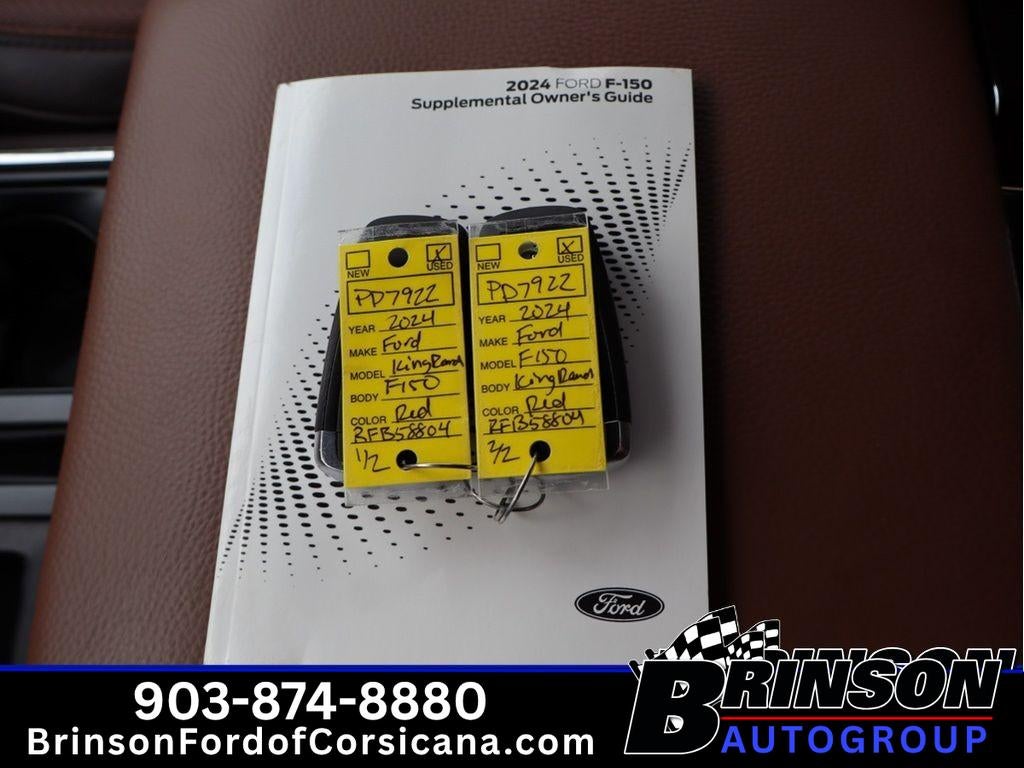 2024 FORD F-150
Supplemental Owner's Guide
X
NEW USED
PD7922
YEAR 2024
MAKE Ford
MODEL King Ranch
BODY F150
COLOR Red
RFB58804
1/2
X
NEW USED
PD7922
YEAR 2024
MAKE Ford
MODEL F150
BODY King Ranch
COLOR Red
RFB58804
2/2
Ford
903-874-8880
BrinsonFordofCorsicana.com
BRINSON
AUTOGROUP